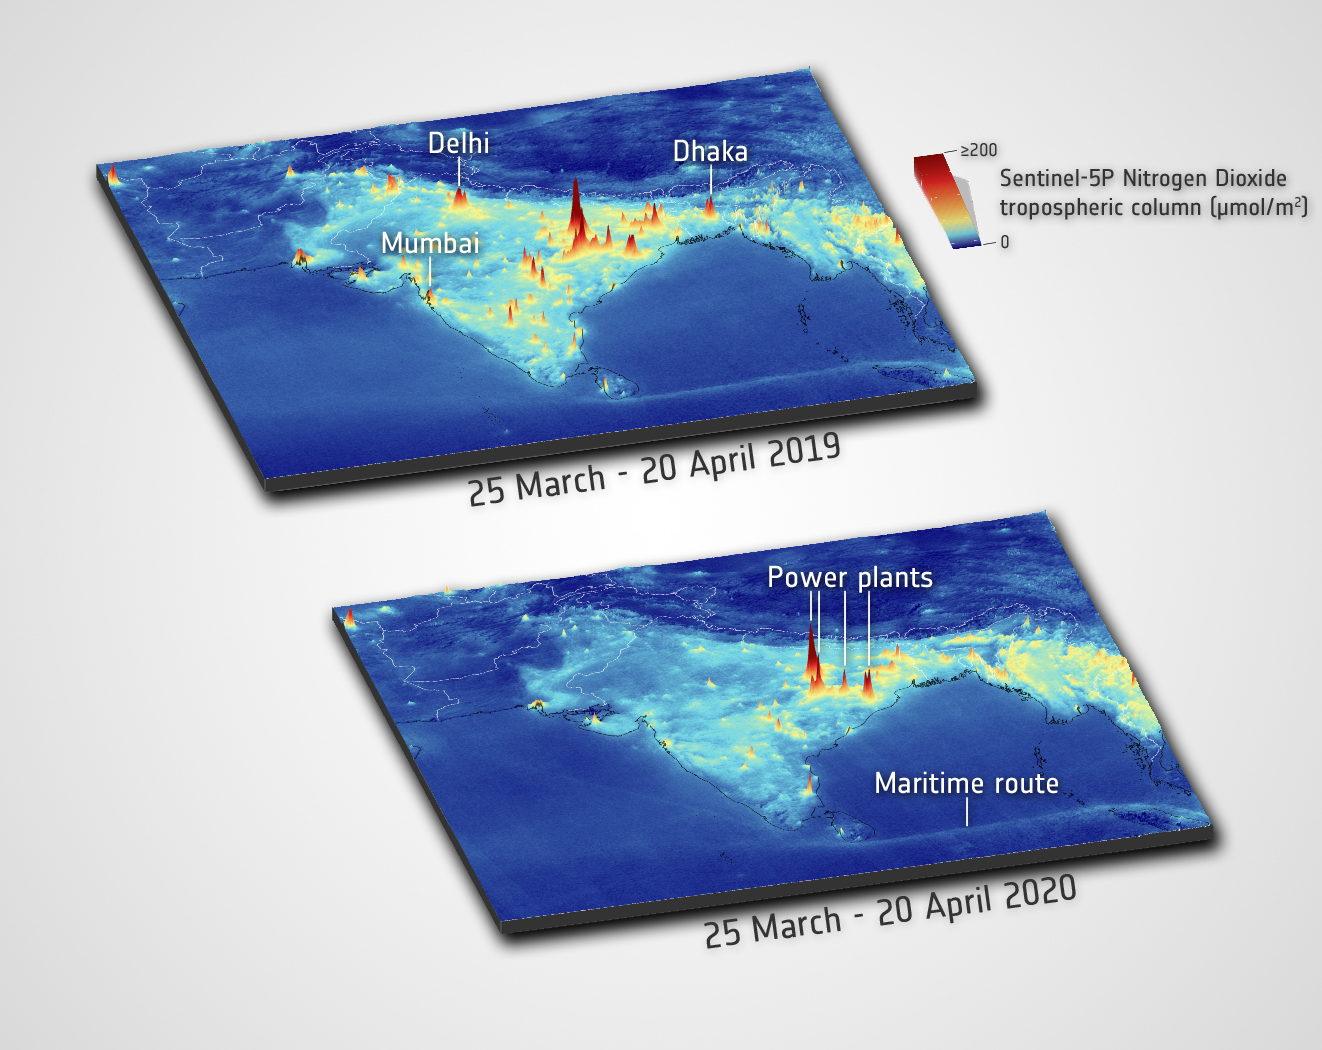 Delhi
Dhaka
Mumbai
≥200
Sentinel-5P Nitrogen Dioxide
tropospheric column (µmol/m²)
0
25 March - 20 April 2019
Power plants
Maritime route
25 March - 20 April 2020